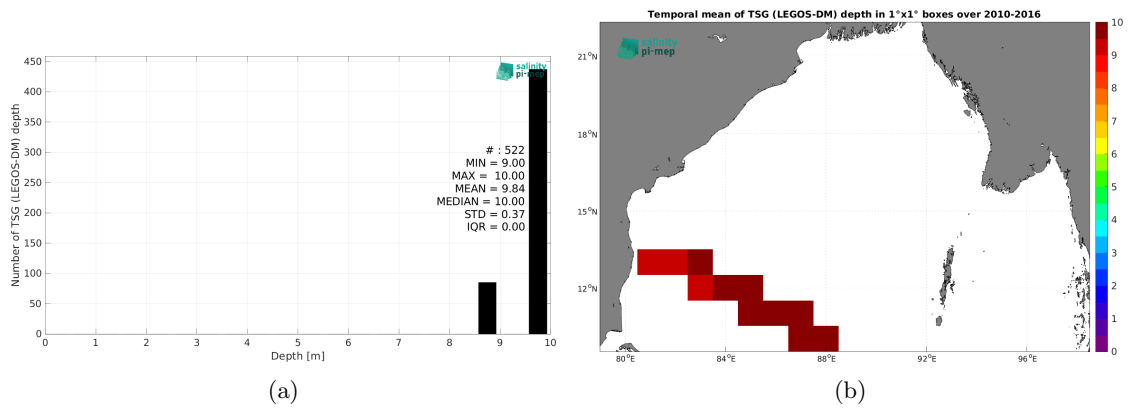 salinity
pi-mep
450
400
350
300
250
200
150
100
50
0
Number of TSG (LEGOS-DM) depth
# : 522
MIN = 9.00
MAX = 10.00
MEAN = 9.84
MEDIAN = 10.00
STD = 0.37
IQR = 0.00
0 1 2 3 4 5 6 7 8 9 10
Depth [m]
(a)
Temporal mean of TSG (LEGOS-DM) depth in 1°x1° boxes over 2010-2016
salinity
pi-mep
21°N
18°N
15°N
12°N
80°E 84°E 88°E 92°E 96°E
10
9
8
7
6
5
4
3
2
1
0
(b)